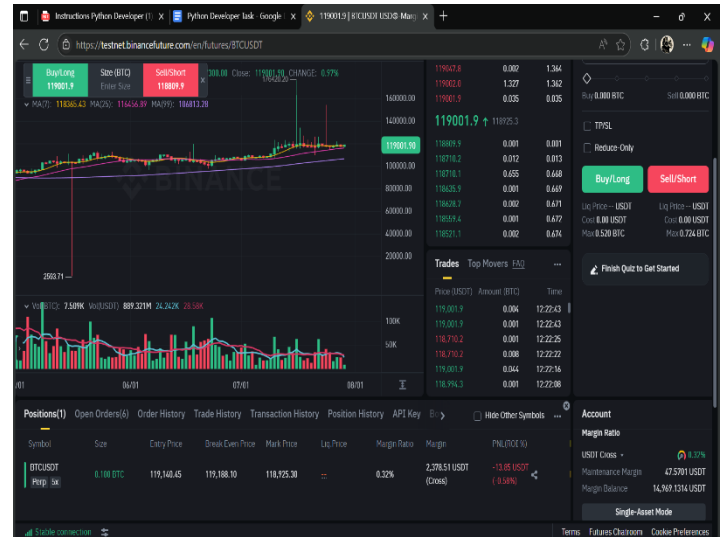 Instructions Python Developer (1) X
Python Developer Task - Google X
119001.9 | BTCUSDT USDⓈ-Margi X
https://testnet.binancefuture.com/en/futures/BTCUSDT
Buy/Long
119001.9
Size (BTC)
Enter Size
Sell/Short
118809.9
Close: 119001.90, CHANGE: 0.97%
176420.20
MA(7): 118365.43 MA(25): 116456.89 MA(99): 106813.28
160000.00
140000.00
119001.90
100000.00
80000.00
60000.00
40000.00
20000.00
BINANCE
2593.71
Vol(BTC): 7.509K Vol(USDT) 889.321M 24.242K 28.58K
100K
50K
/01 06/01 07/01 08/01
119047.8 0.002 1.364
119002.0 1.327 1.362
119001.9 0.035 0.035
119001.9 ↑ 118925.3
118809.9 0.001 0.001
118710.2 0.012 0.013
118710.1 0.655 0.668
118635.9 0.001 0.669
118628.7 0.002 0.671
118559.4 0.001 0.672
118521.1 0.002 0.674
Trades Top Movers FAQ
Price (USDT) Amount (BTC) Time
119,001.9 0.004 12:22:43
119,001.9 0.001 12:22:43
118,710.2 0.001 12:22:25
118,710.2 0.008 12:22:22
119,001.9 0.044 12:22:16
118,994.3 0.001 12:22:08
Buy 0.000 BTC Sell 0.000 BTC
TP/SL
Reduce-Only
Buy/Long Sell/Short
Liq Price -- USDT Liq Price -- USDT
Cost 0.00 USDT Cost 0.00 USDT
Max 0.520 BTC Max 0.724 BTC
Finish Quiz to Get Started
Positions(1) Open Orders(6) Order History Trade History Transaction History Position History API Key
Hide Other Symbols
Symbol Size Entry Price Break Even Price Mark Price Liq.Price Margin Ratio Margin PNL(ROI %)
BTCUSDT
Perp 5x
0.100 BTC 119,140.45 119,188.10 118,925.30 -- 0.32%
2,378.51 USDT
(Cross)
-13.85 USDT
(-0.58%)
Account
Margin Ratio
USDT Cross 0.32%
Maintenance Margin 47.5701 USDT
Margin Balance 14,969.1314 USDT
Single-Asset Mode
Stable connection
Terms Futures Chatroom Cookie Preferences